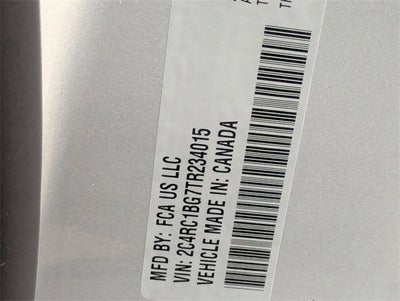 MFD BY: FCA US LLC
VIN: 2C4RC1BG7TR234015
VEHICLE MADE IN: CANADA